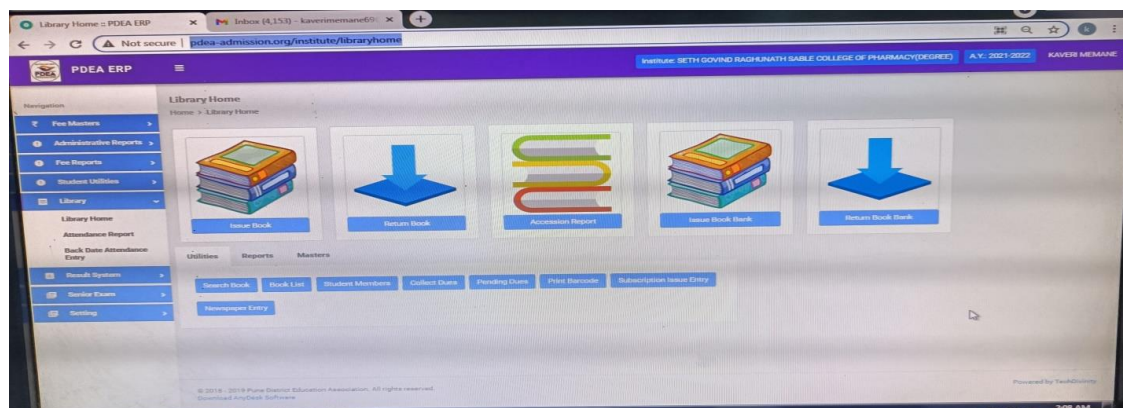 Library Home :: PDEA ERP
Inbox (4,153) - kaverimemane69
Not secure | pdea-admission.org/institute/libraryhome
PDEA ERP
Institute: SETH GOVIND RAGHUNATH SABLE COLLEGE OF PHARMACY(DEGREE) A.Y.: 2021-2022 KAVERI MEMANE
Navigation
Fee Masters
Administrative Reports
Fee Reports
Student Utilities
Library
Library Home
Attendance Report
Back Date Attendance
Entry
Result System
Senior Exam
Setting
Library Home
Home > Library Home
Issue Book
Return Book
Accession Report
Issue Book Bank
Return Book Bank
Utilities Reports Masters
Search Book Book List Student Members Collect Dues Pending Dues Print Barcode Subscription Issue Entry
Newspaper Entry
© 2018 - 2019 Pune District Education Association. All rights reserved.
Download AnyDesk Software
Powered by TechDivinity
3:08 AM